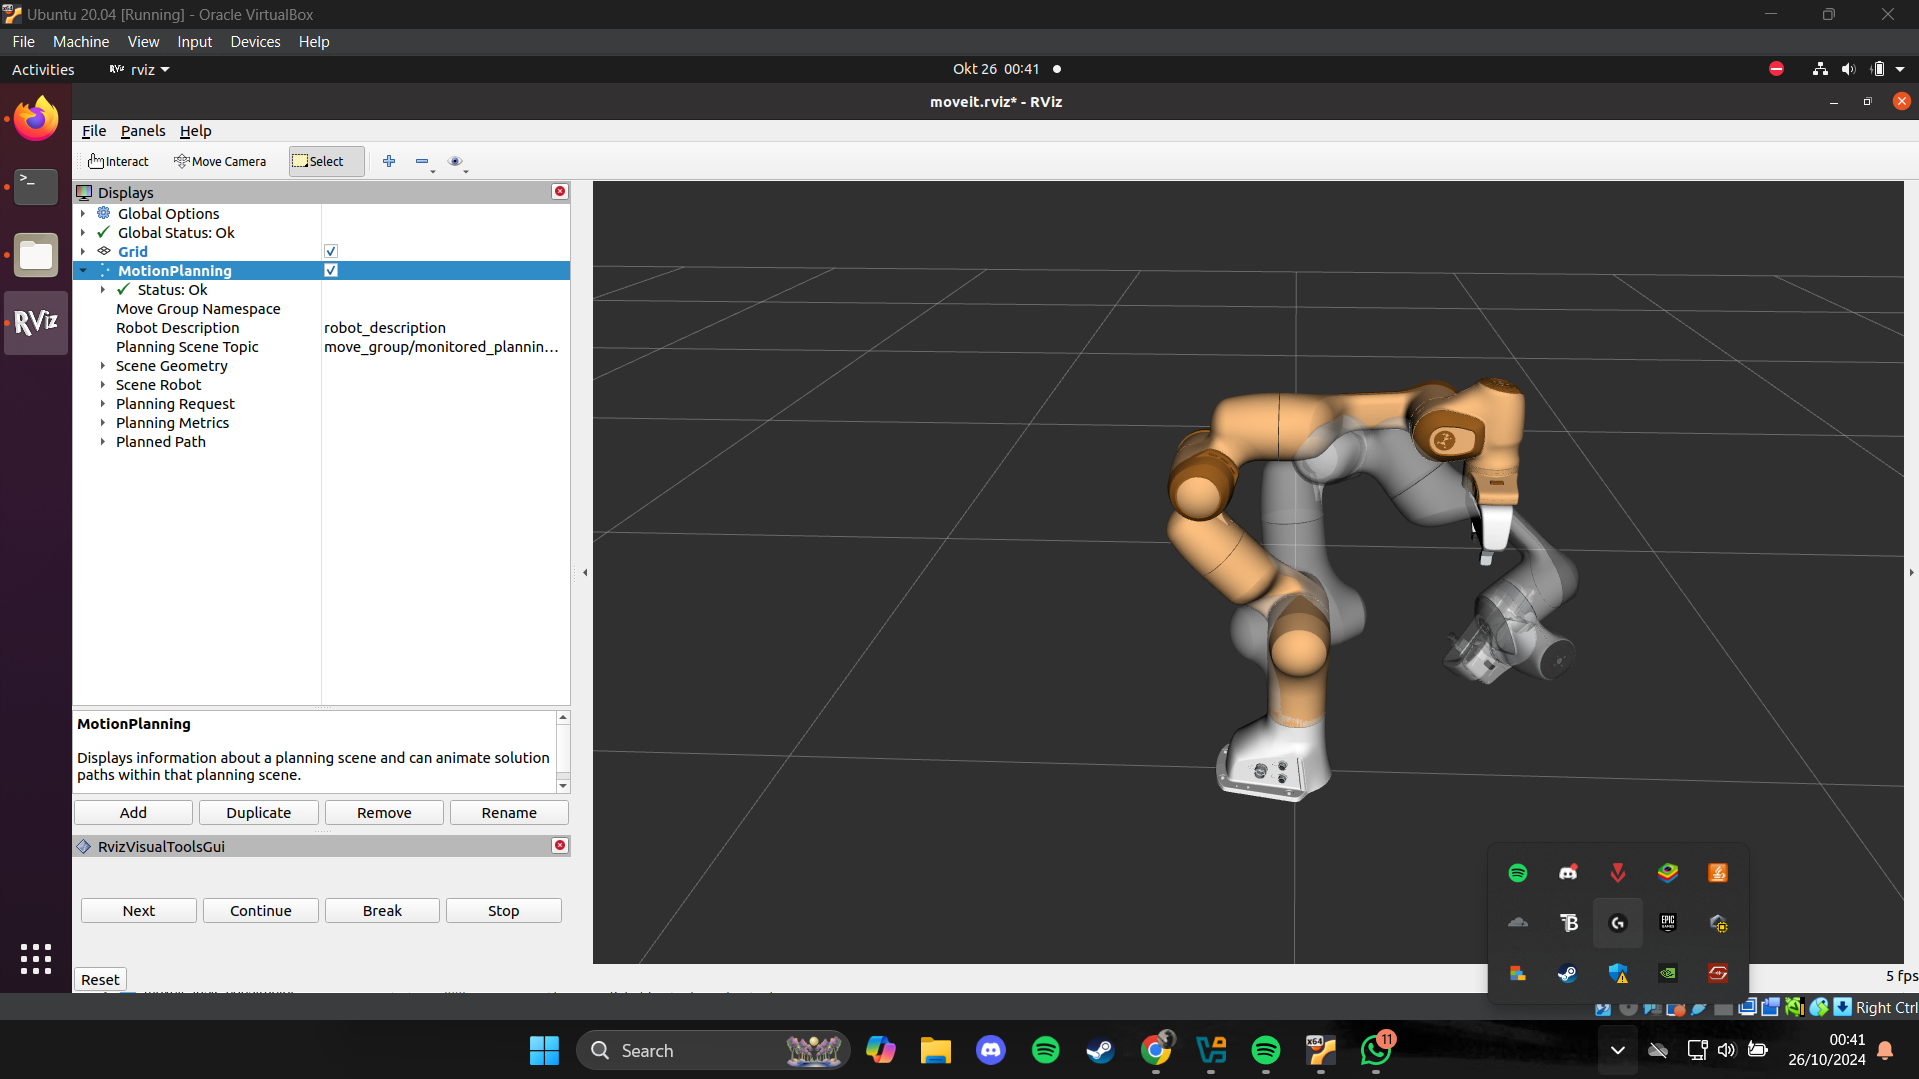 Ubuntu 20.04 [Running] - Oracle VirtualBox
File Machine View Input Devices Help
Activities RViz rviz Okt 26 00:41
moveit.rviz* - RViz
File Panels Help
Interact Move Camera Select
RViz
Displays
Global Options
Global Status: Ok
Grid
MotionPlanning
Status: Ok
Move Group Namespace
Robot Description robot_description
Planning Scene Topic move_group/monitored_plannin...
Scene Geometry
Scene Robot
Planning Request
Planning Metrics
Planned Path
MotionPlanning
Displays information about a planning scene and can animate solution
paths within that planning scene.
Add Duplicate Remove Rename
RvizVisualToolsGui
Next Continue Break Stop
EPIC GAMES
Reset
5 fps
Right Ctrl
Search
x64
11
00:41
26/10/2024